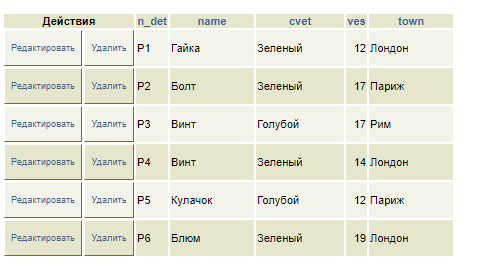 Действия n_det name cvet ves town
Редактировать Удалить P1 Гайка Зеленый 12 Лондон
Редактировать Удалить P2 Болт Зеленый 17 Париж
Редактировать Удалить P3 Винт Голубой 17 Рим
Редактировать Удалить P4 Винт Зеленый 14 Лондон
Редактировать Удалить P5 Кулачок Голубой 12 Париж
Редактировать Удалить P6 Блюм Зеленый 19 Лондон